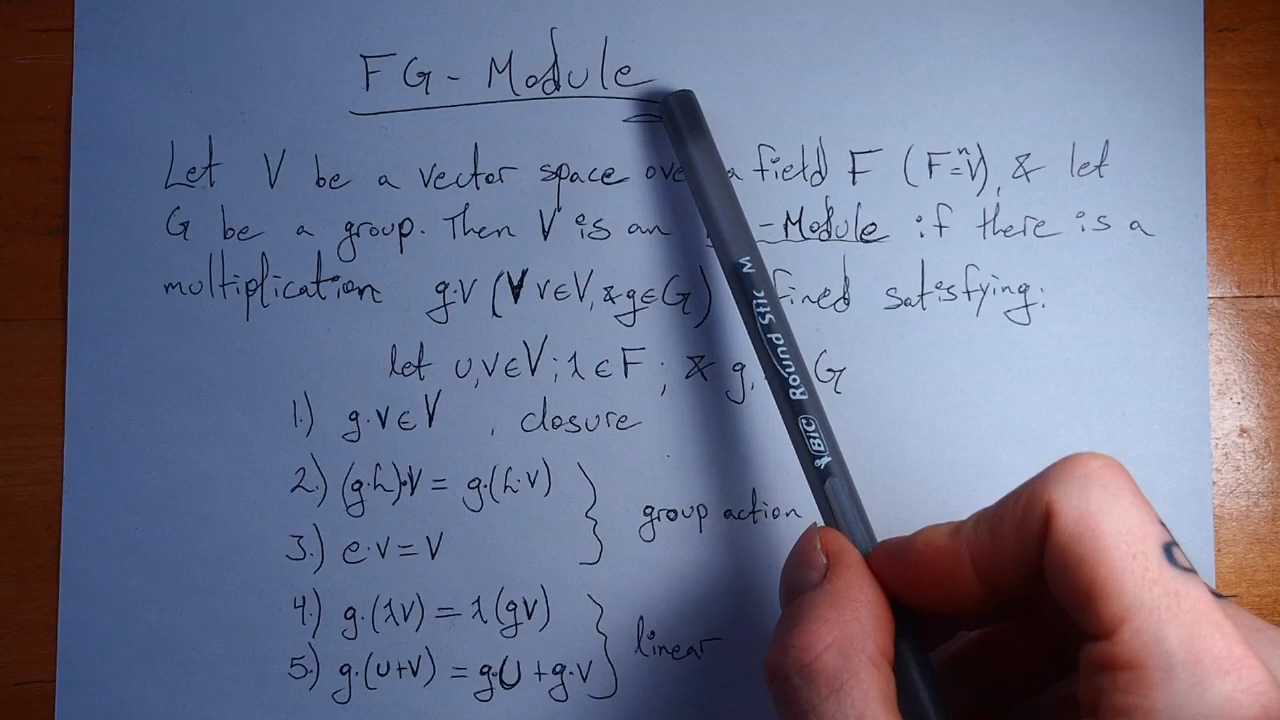 FG-Module
Let V be a vector space ove a field F (Fⁿ=V), & let
G be a group. Then V is an -Module if there is a
multiplication g·v (∀v∈V, & g∈G) fined satisfying:
let u,v∈V; λ∈F; & g, G
1.) g·v∈V , closure
2.) (g·h)·v = g·(h·v)
3.) e·v=v
group action
4.) g·(λv) = λ(gv)
5.) g·(u+v) = g·u + g·v
linear
BIC Round Stic M